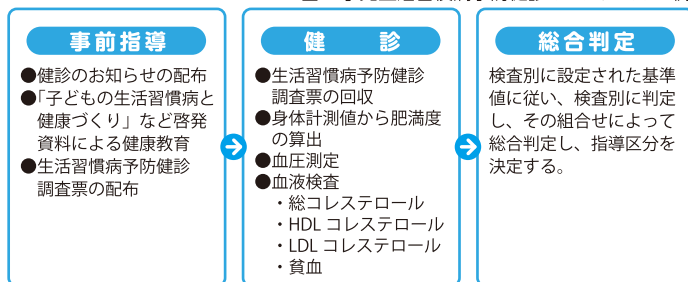 事前指導
●健診のお知らせの配布
●「子どもの生活習慣病と
健康づくり」など啓発
資料による健康教育
●生活習慣病予防健診
調査票の配布
健　診
●生活習慣病予防健診
調査票の回収
●身体計測値から肥満度
の算出
●血圧測定
●血液検査
・総コレステロール
・HDL コレステロール
・LDL コレステロール
・貧血
総合判定
検査別に設定された基準
値に従い、検査別に判定
し、その組合せによって
総合判定し、指導区分を
決定する。